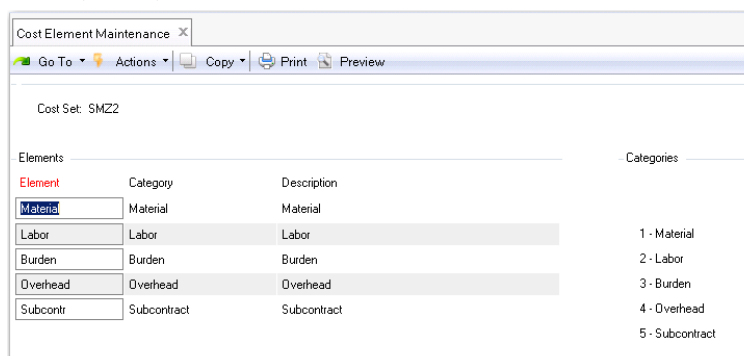 Cost Element Maintenance X
Go To Actions Copy Print Preview
Cost Set: SMZ2
Elements Categories
Element Category Description
Material Material Material
Labor Labor Labor 1 - Material
Burden Burden Burden 2 - Labor
Overhead Overhead Overhead 3 - Burden
Subcontr Subcontract Subcontract 4 - Overhead
5 - Subcontract